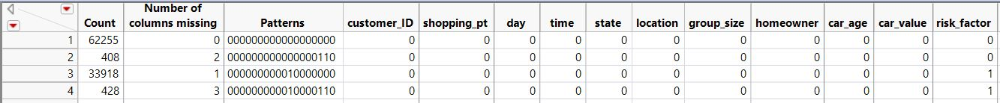 Number of
Count columns missing Patterns customer_ID shopping_pt day time state location group_size homeowner car_age car_value risk_factor
1 62255 0 000000000000000000 0 0 0 0 0 0 0 0 0 0 0
2 408 2 000000000000000110 0 0 0 0 0 0 0 0 0 0 0
3 33918 1 000000000010000000 0 0 0 0 0 0 0 0 0 0 1
4 428 3 000000000010000110 0 0 0 0 0 0 0 0 0 0 1